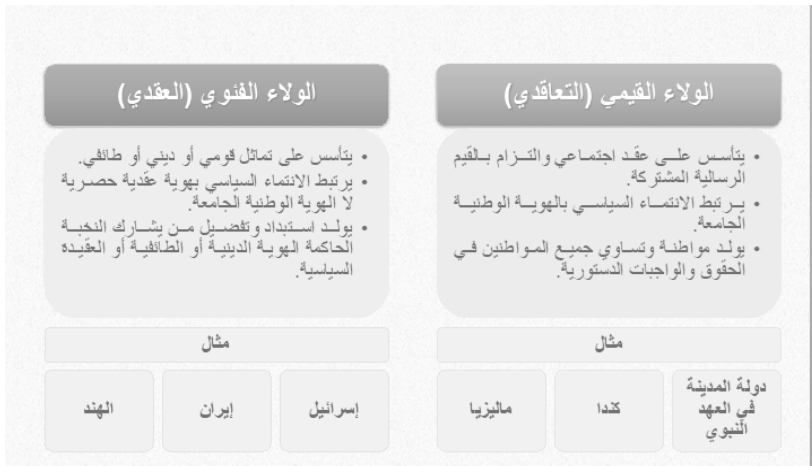 الولاء القيمي (التعاقدي)
• يتأسس على عقد اجتماعي والتزام بالقيم
الرسالية المشتركة.
• يرتبط الانتماء السياسي بالهوية الوطنية
الجامعة.
• يولد مواطنة وتساوي جميع المواطنين في
الحقوق والواجبات الدستورية.
مثال
دولة المدينة
في العهد
النبوي
كندا
ماليزيا
الولاء الفئوي (العقدي)
• يتأسس على تماثل قومي أو ديني أو طائفي.
• يرتبط الانتماء السياسي بهوية عقدية حصرية
لا الهوية الوطنية الجامعة.
• يولد استبداد وتفضيل من يشارك النخبة
الحاكمة الهوية الدينية أو الطائفية أو العقيدة
السياسية.
مثال
إسرائيل
إيران
الهند